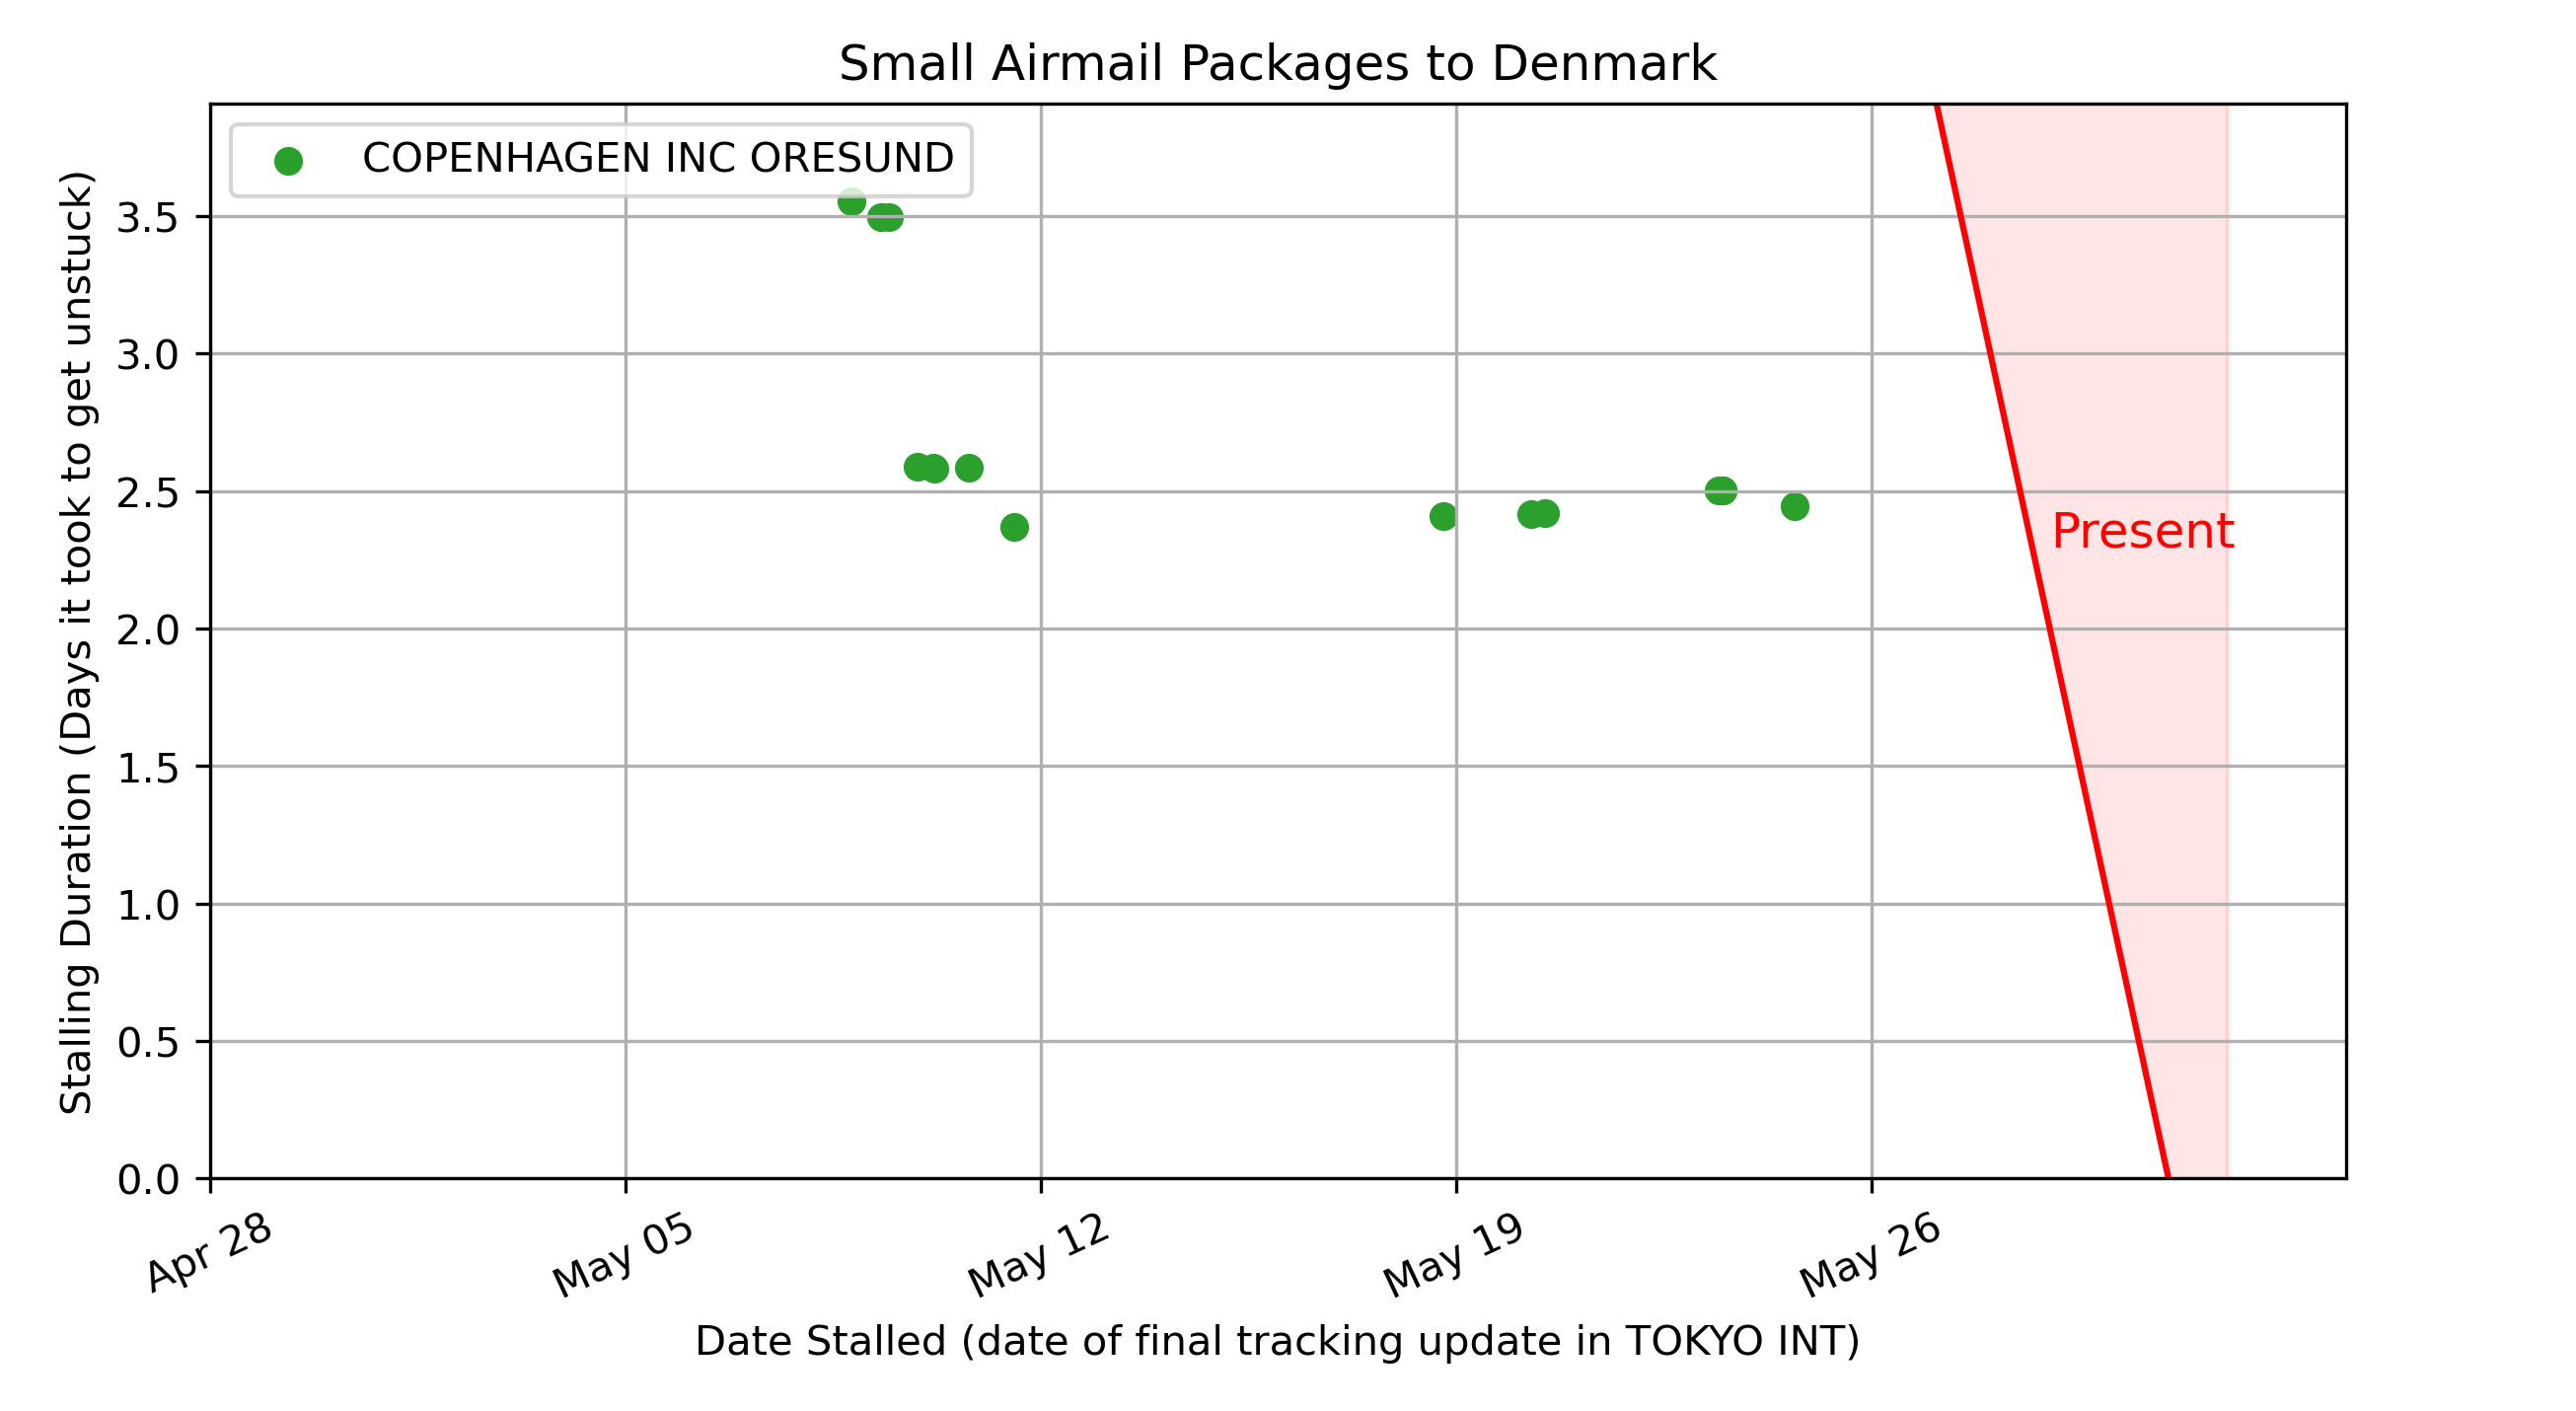 Small Airmail Packages to Denmark
COPENHAGEN INC ORESUND
Stalling Duration (Days it took to get unstuck)
3.5
3.0
2.5
2.0
1.5
1.0
0.5
0.0
Present
Apr 28
May 05
May 12
May 19
May 26
Date Stalled (date of final tracking update in TOKYO INT)